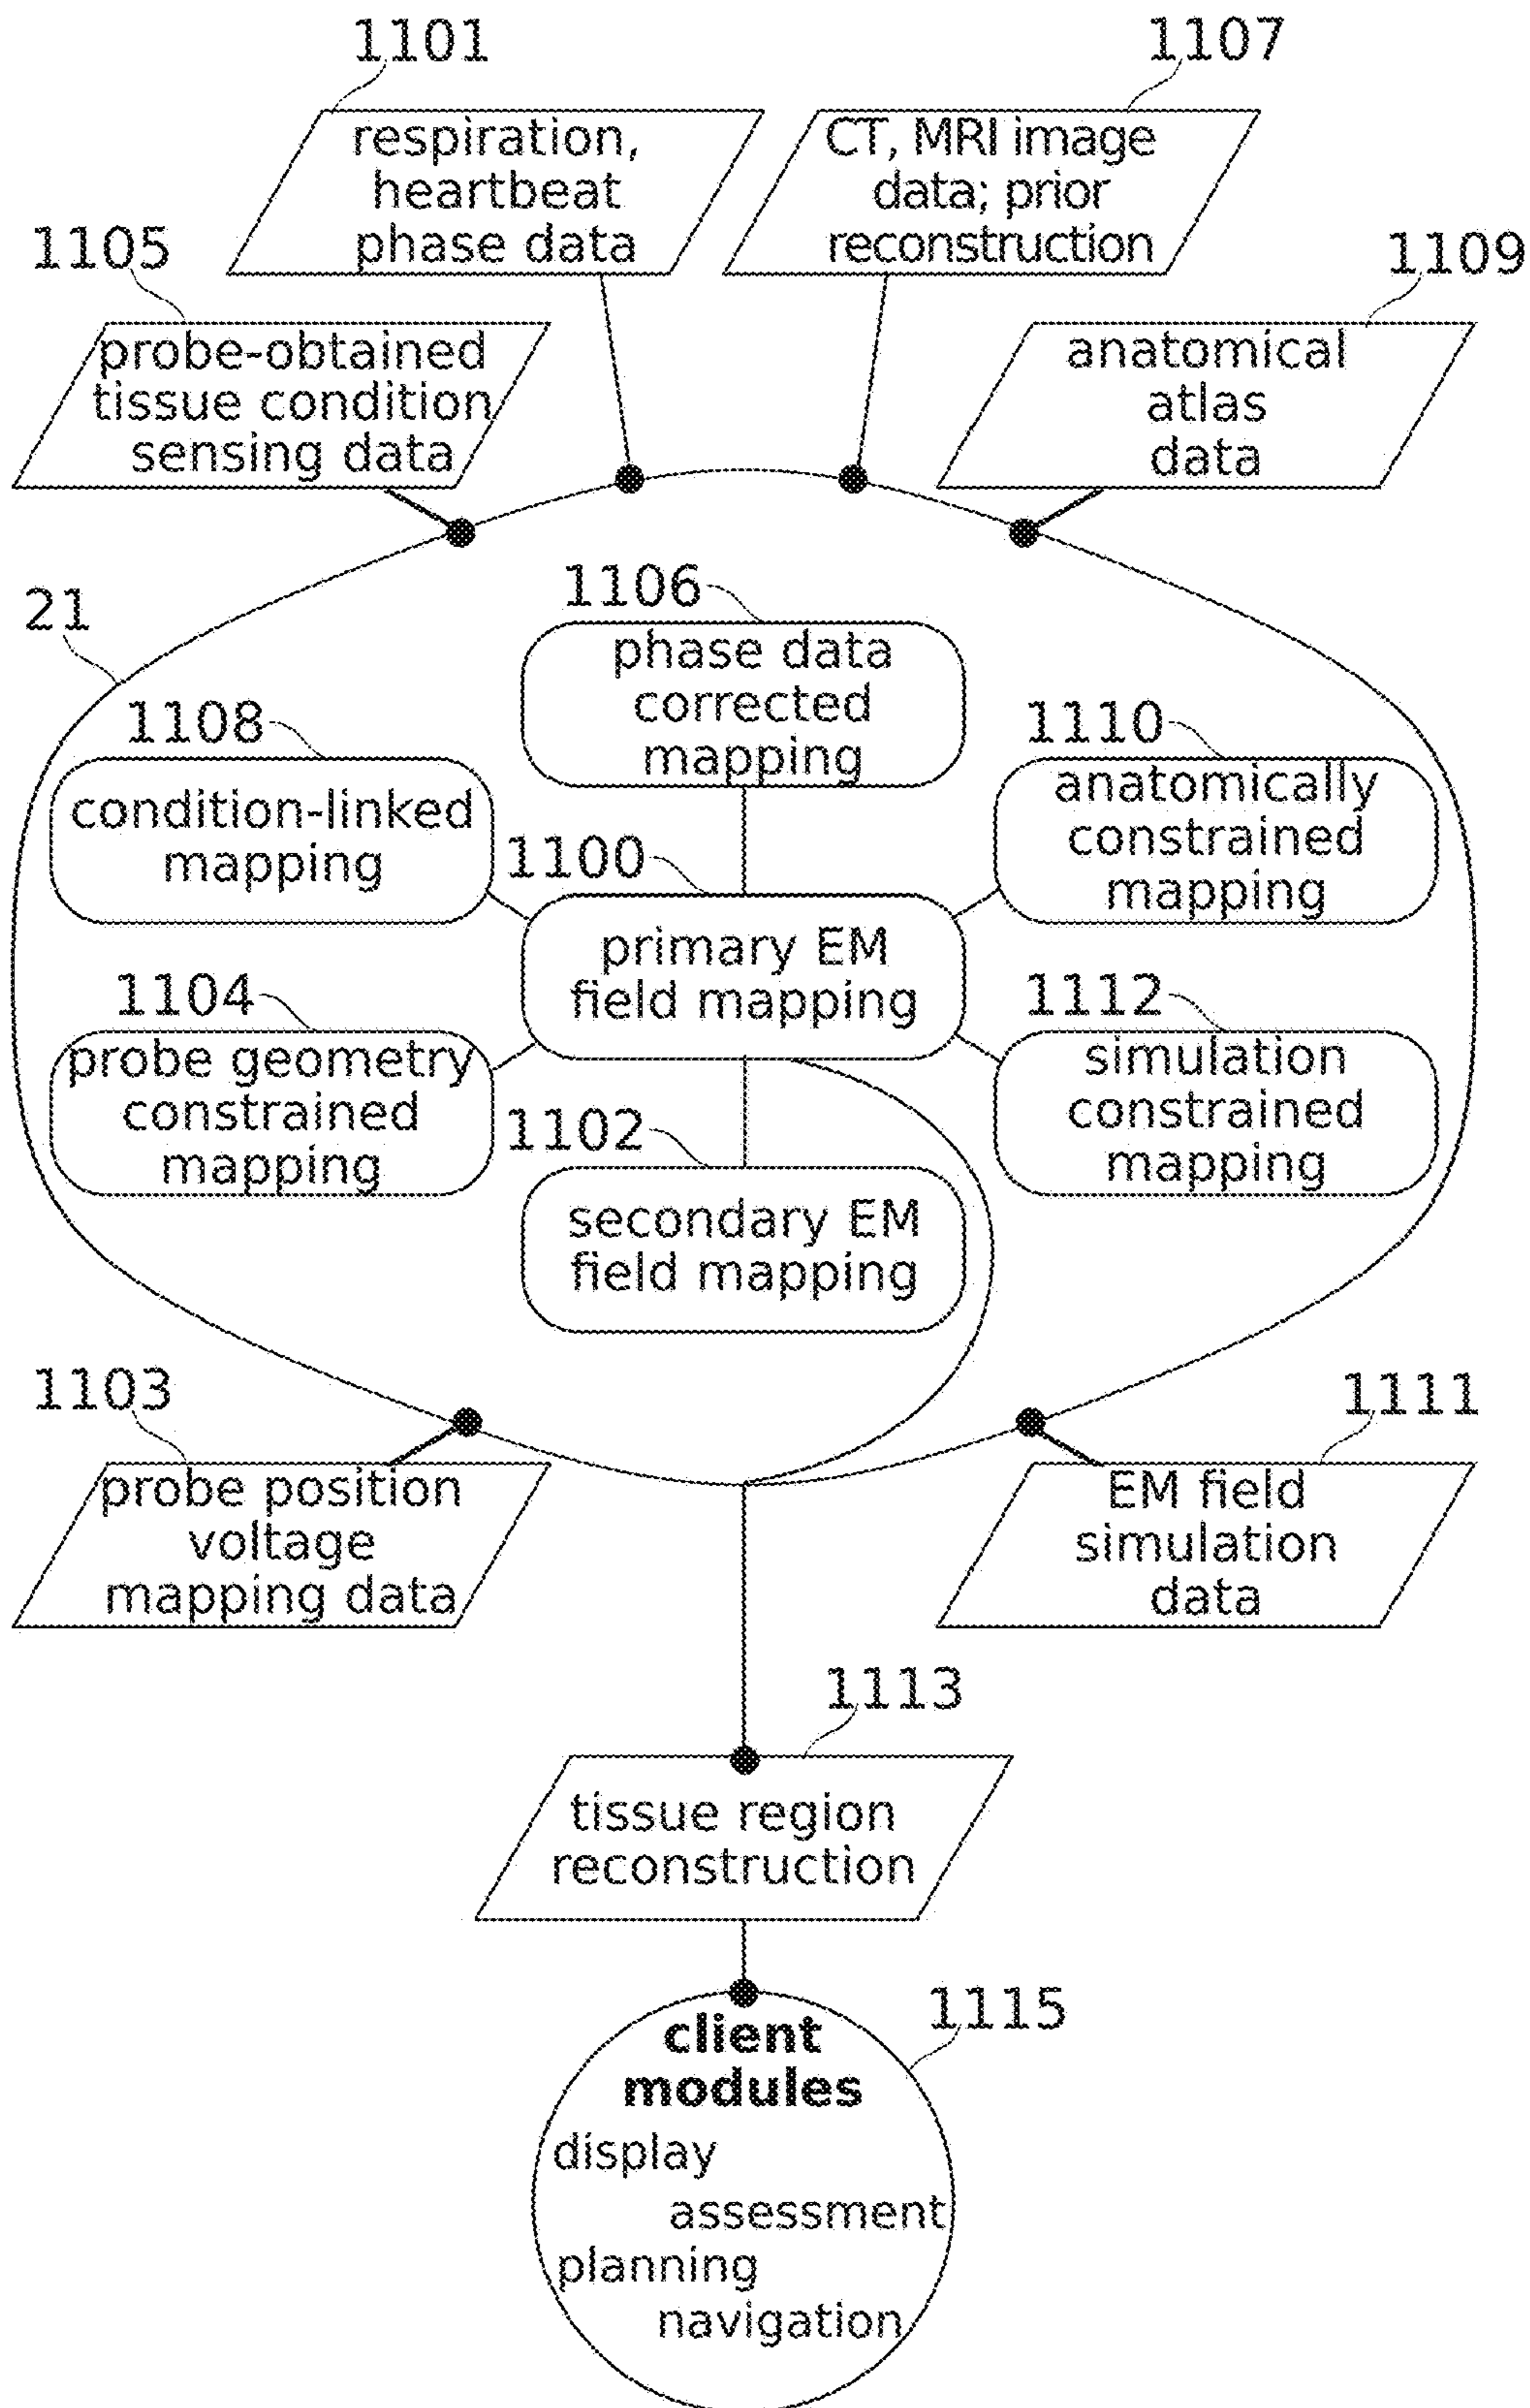 1101
respiration,
heartbeat
phase data
1107
CT, MRI image
data; prior
reconstruction
1105
probe-obtained
tissue condition
sensing data
1109
anatomical
atlas
data
21
1106
phase data
corrected
mapping
1108
condition-linked
mapping
1110
anatomically
constrained
mapping
1100
primary EM
field mapping
1104
probe geometry
constrained
mapping
1112
simulation
constrained
mapping
1102
secondary EM
field mapping
1103
probe position
voltage
mapping data
1111
EM field
simulation
data
1113
tissue region
reconstruction
1115
client
modules
display
assessment
planning
navigation